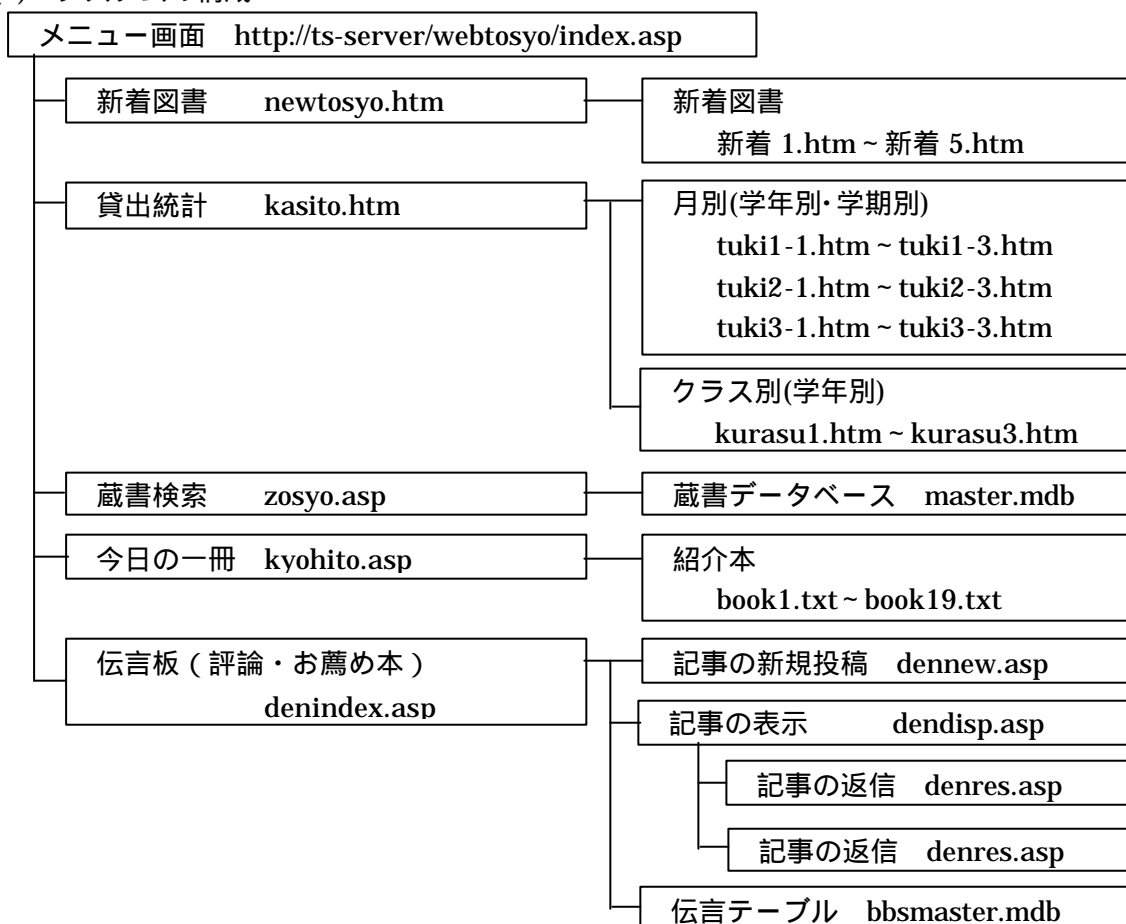 メニュー画面 http://ts-server/webtosyo/index.asp
新着図書 newtosyo.htm
新着図書
新着 1.htm ~ 新着 5.htm
貸出統計 kasito.htm
月別(学年別・学期別)
tuki1-1.htm ~ tuki1-3.htm
tuki2-1.htm ~ tuki2-3.htm
tuki3-1.htm ~ tuki3-3.htm
クラス別(学年別)
kurasu1.htm ~ kurasu3.htm
蔵書検索 zosyo.asp
蔵書データベース master.mdb
今日の一冊 kyohito.asp
紹介本
book1.txt ~ book19.txt
伝言板(評論・お薦め本)
denindex.asp
記事の新規投稿 dennew.asp
記事の表示 dendisp.asp
記事の返信 denres.asp
記事の返信 denres.asp
伝言テーブル bbsmaster.mdb